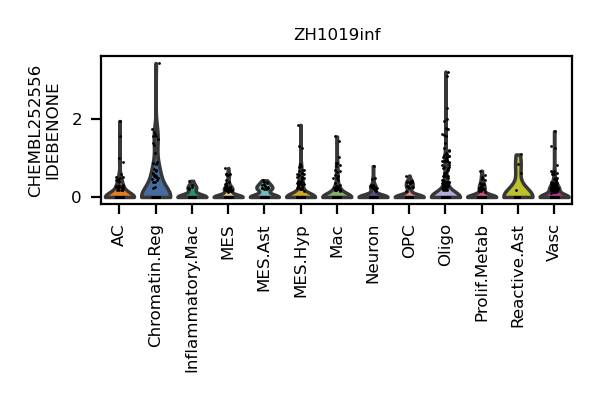 ZH1019inf
CHEMBL252556
IDEBENONE
2
0
AC
Chromatin.Reg
Inflammatory.Mac
MES
MES.Ast
MES.Hyp
Mac
Neuron
OPC
Oligo
Prolif.Metab
Reactive.Ast
Vasc